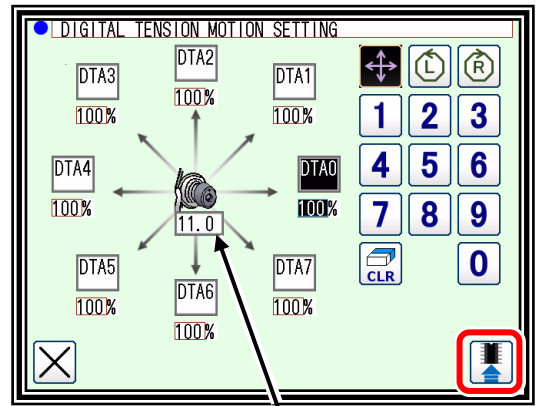 DIGITAL TENSION MOTION SETTING
DTA2
100%
DTA3
100%
DTA1
100%
DTA4
100%
DTA0
100%
11.0
DTA5
100%
DTA7
100%
DTA6
100%
L R
1 2 3
4 5 6
7 8 9
CLR 0